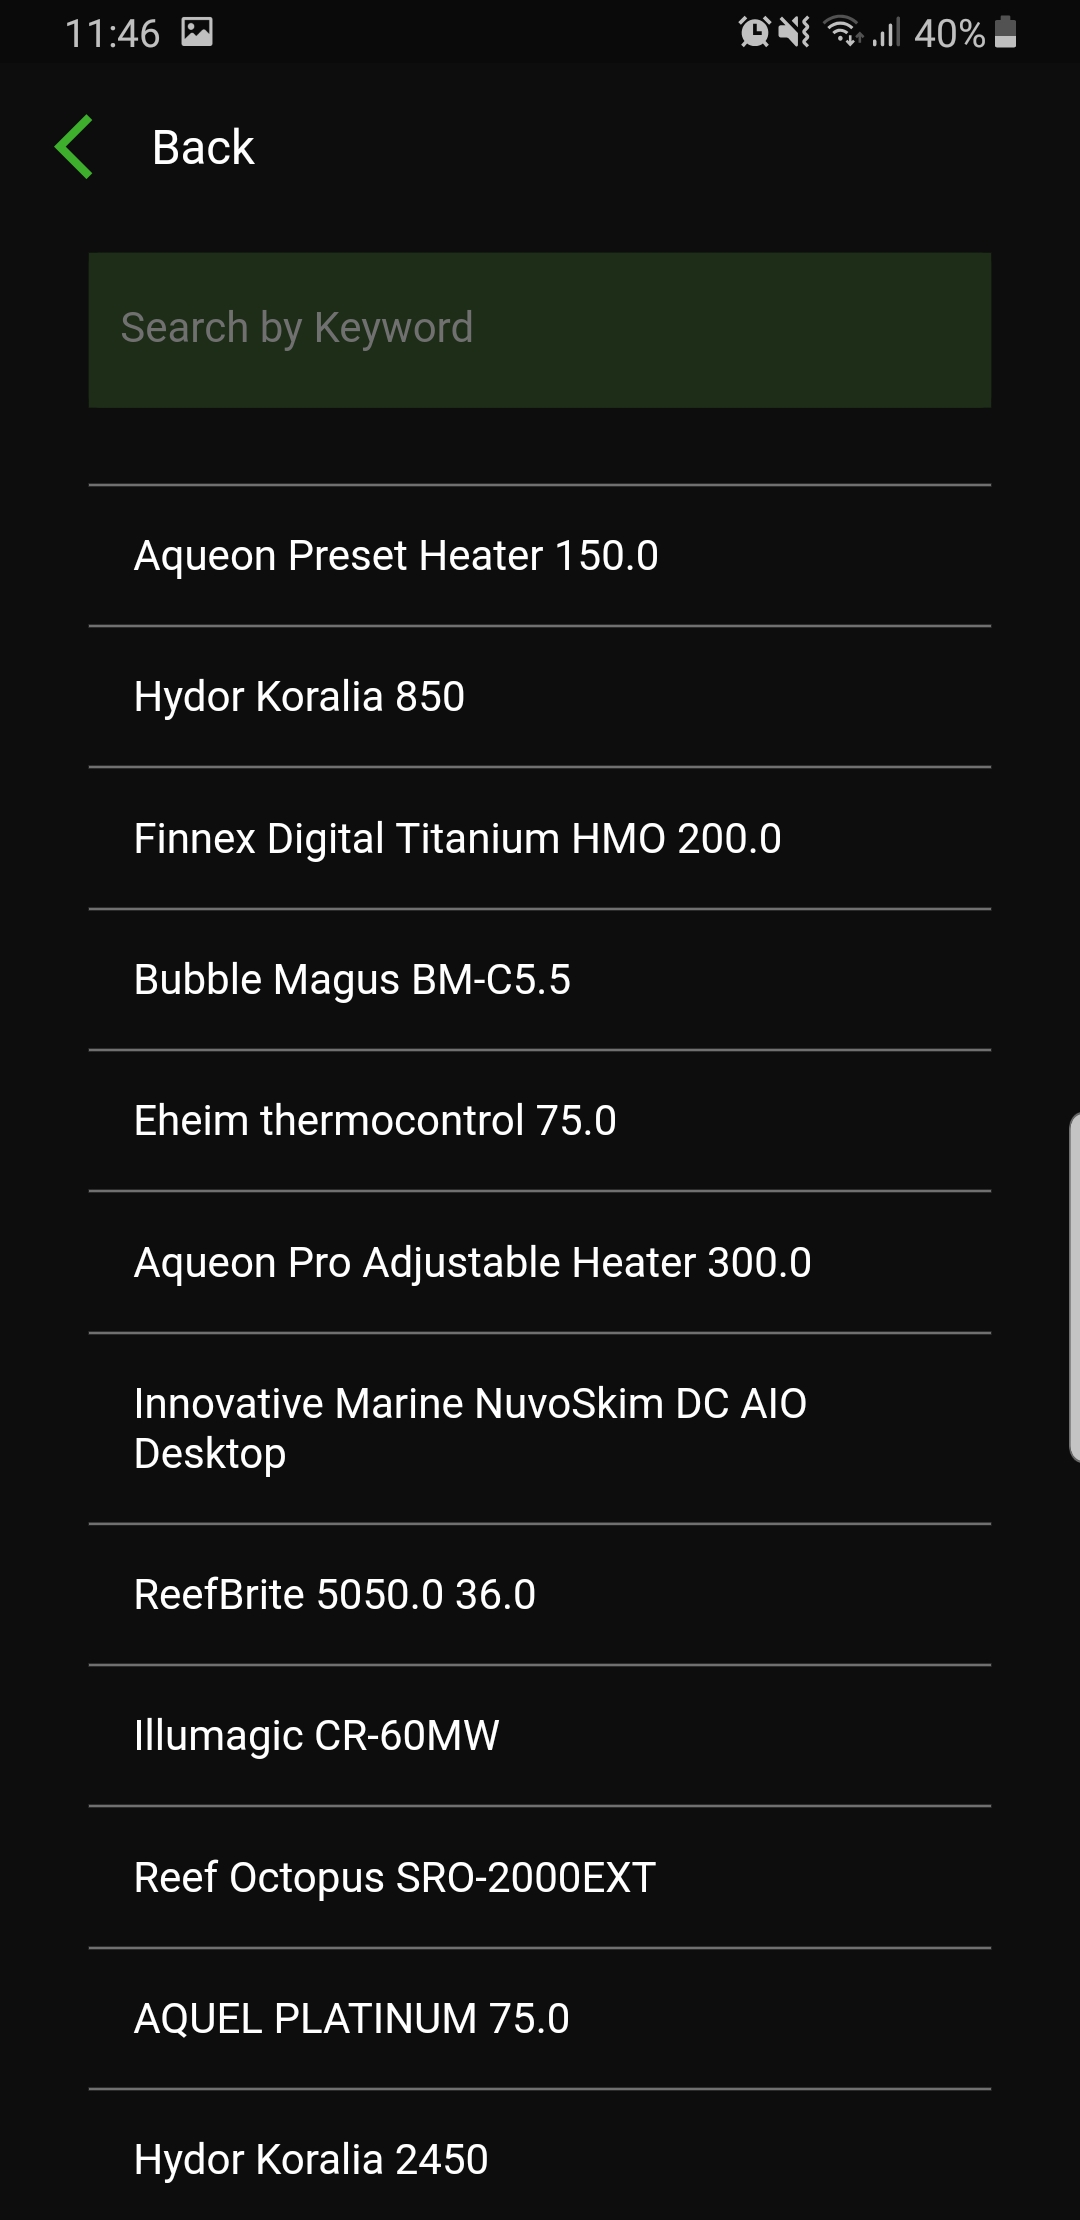 11:46
40%
Back
Search by Keyword
Aqueon Preset Heater 150.0
Hydor Koralia 850
Finnex Digital Titanium HMO 200.0
Bubble Magus BM-C5.5
Eheim thermocontrol 75.0
Aqueon Pro Adjustable Heater 300.0
Innovative Marine NuvoSkim DC AIO
Desktop
ReefBrite 5050.0 36.0
Illumagic CR-60MW
Reef Octopus SRO-2000EXT
AQUEL PLATINUM 75.0
Hydor Koralia 2450